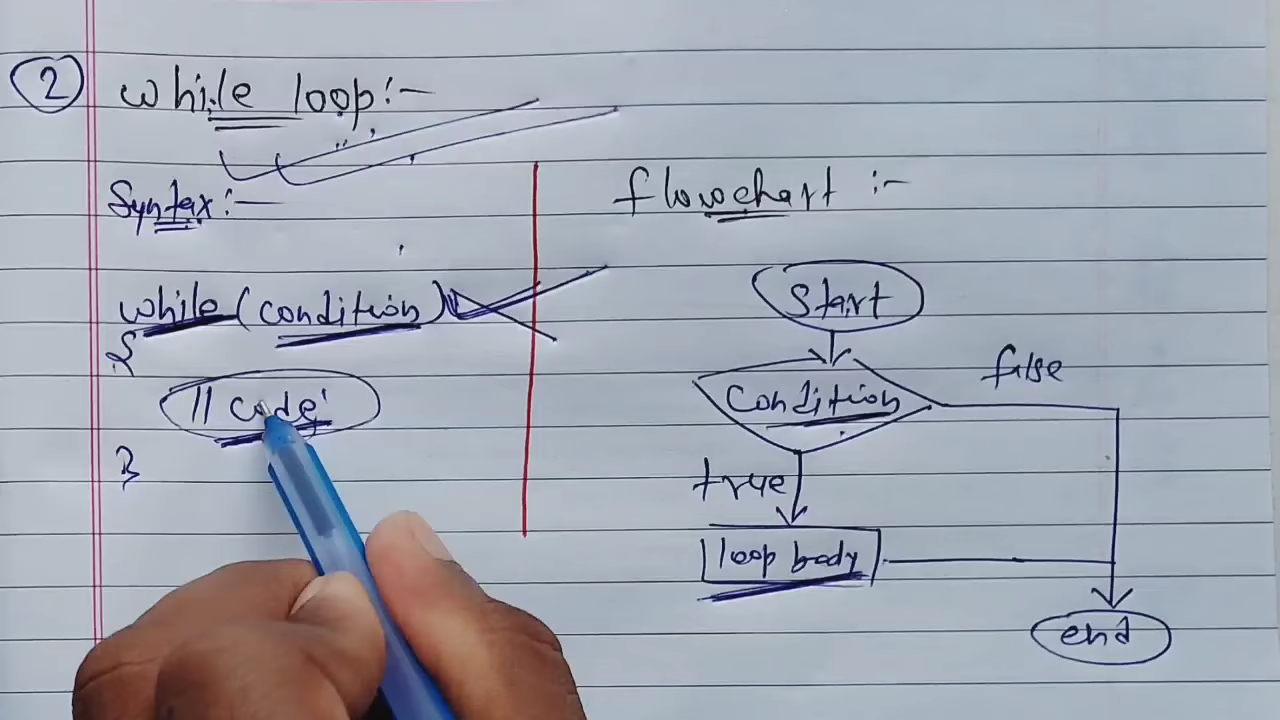 2 while loop:-
Syntax:-
while(condition)
{
// code
}
flowchart :-
Start
Condition
false
true
loop body
end